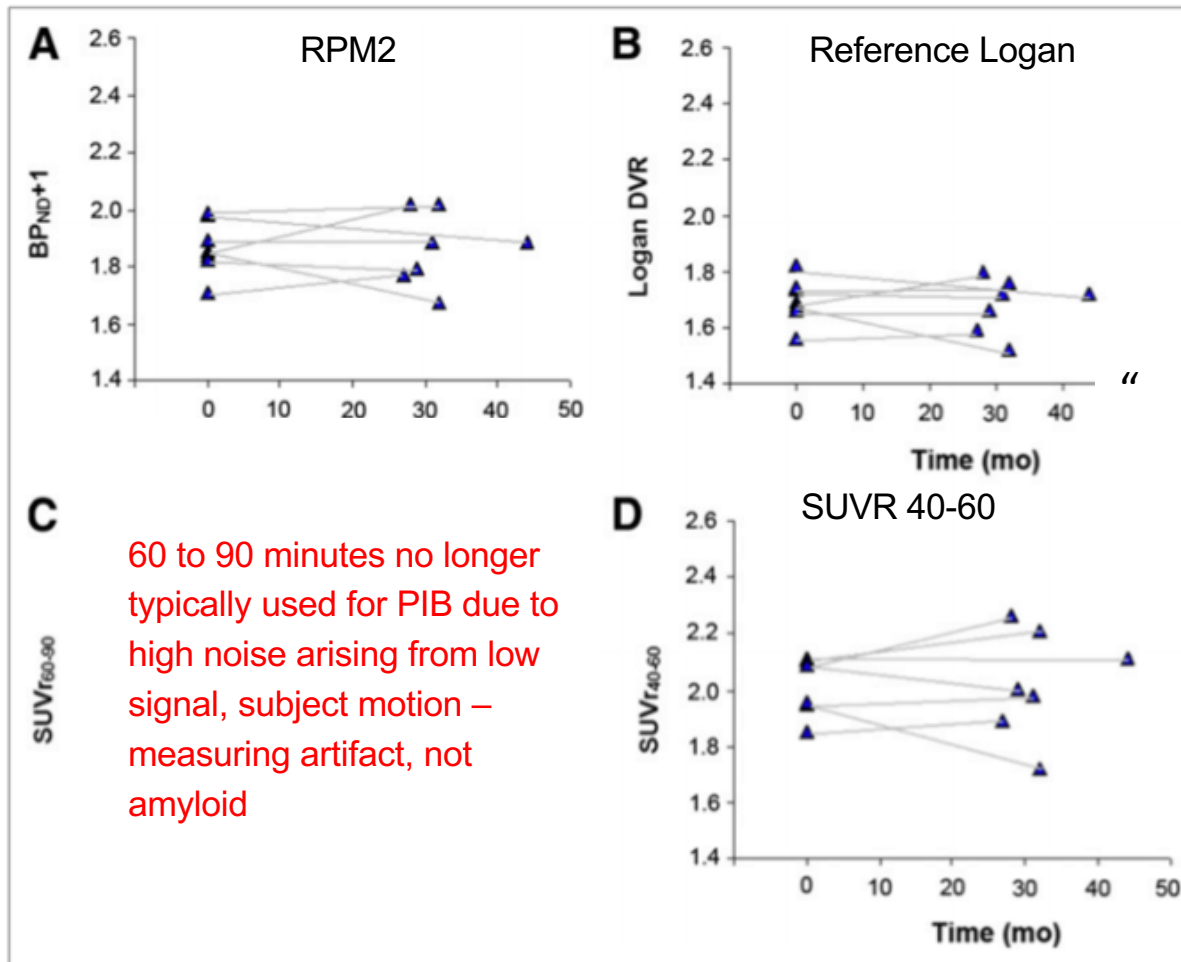 A
RPM2
2.6
2.4
2.2
2.0
1.8
1.6
1.4
BPND+1
0
10
20
30
40
50
B
Reference Logan
2.6
2.4
2.2
2.0
1.8
1.6
1.4
Logan DVR
0
10
20
30
40
Time (mo)
“
C
SUVr60-90
60 to 90 minutes no longer
typically used for PIB due to
high noise arising from low
signal, subject motion –
measuring artifact, not
amyloid
D
SUVR 40-60
2.6
2.4
2.2
2.0
1.8
1.6
1.4
SUVr40-60
0
10
20
30
40
50
Time (mo)